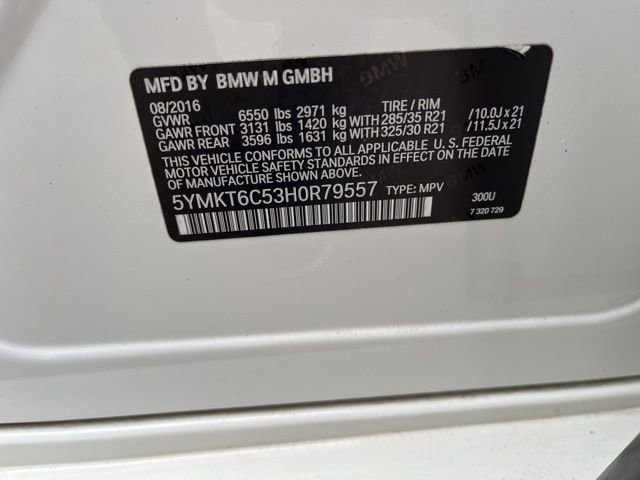 MFD BY BMW M GMBH
08/2016
GVWR 6550 lbs 2971 kg TIRE / RIM
GAWR FRONT 3131 lbs 1420 kg WITH 285/35 R21 /10.0J x 21
GAWR REAR 3596 lbs 1631 kg WITH 325/30 R21 /11.5J x 21
THIS VEHICLE CONFORMS TO ALL APPLICABLE U. S. FEDERAL
MOTOR VEHICLE SAFETY STANDARDS IN EFFECT ON THE DATE OF
MANUFACTURE SHOWN ABOVE.
5YMKT6C53H0R79557 TYPE: MPV 300U
7 320 729
BMW
BMW